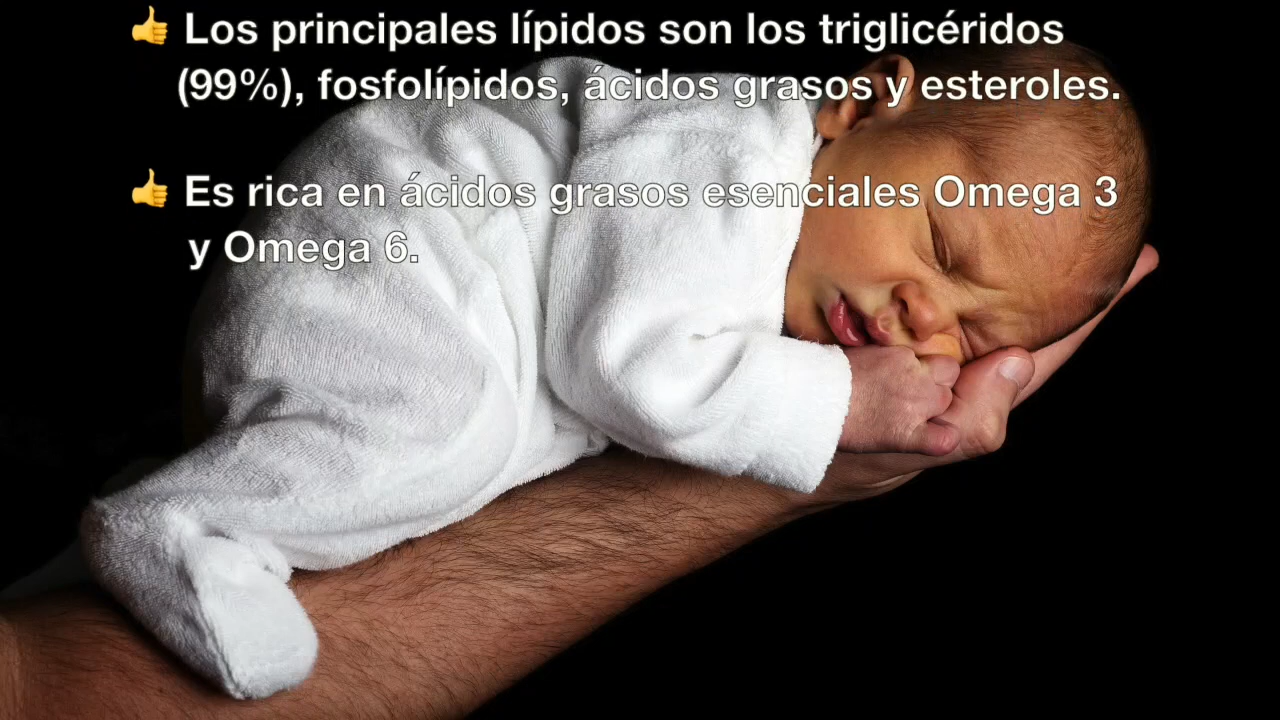 👍 Los principales lípidos son los triglicéridos
(99%), fosfolípidos, ácidos grasos y esteroles.
👍 Es rica en ácidos grasos esenciales Omega 3
y Omega 6.